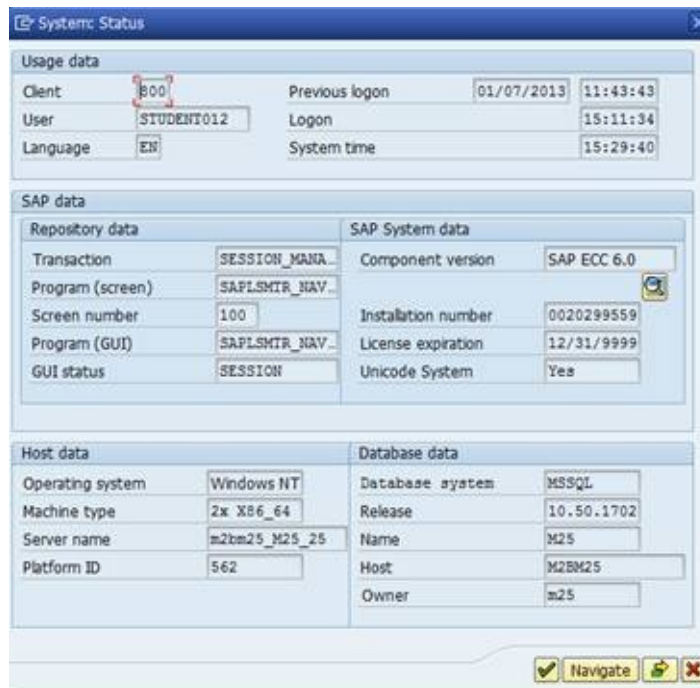 System: Status
Usage data
Client 800 Previous logon 01/07/2013 11:43:43
User STUDENT012 Logon 15:11:34
Language EN System time 15:29:40
SAP data
Repository data
Transaction SESSION_MANA..
Program (screen) SAPLSMTR_NAV..
Screen number 100
Program (GUI) SAPLSMTR_NAV..
GUI status SESSION
SAP System data
Component version SAP ECC 6.0
Installation number 0020299559
License expiration 12/31/9999
Unicode System Yes
Host data
Operating system Windows NT
Machine type 2x X86_64
Server name m2bm25_M25_25
Platform ID 562
Database data
Database system MSSQL
Release 10.50.1702
Name M25
Host M2BM25
Owner m25
Navigate